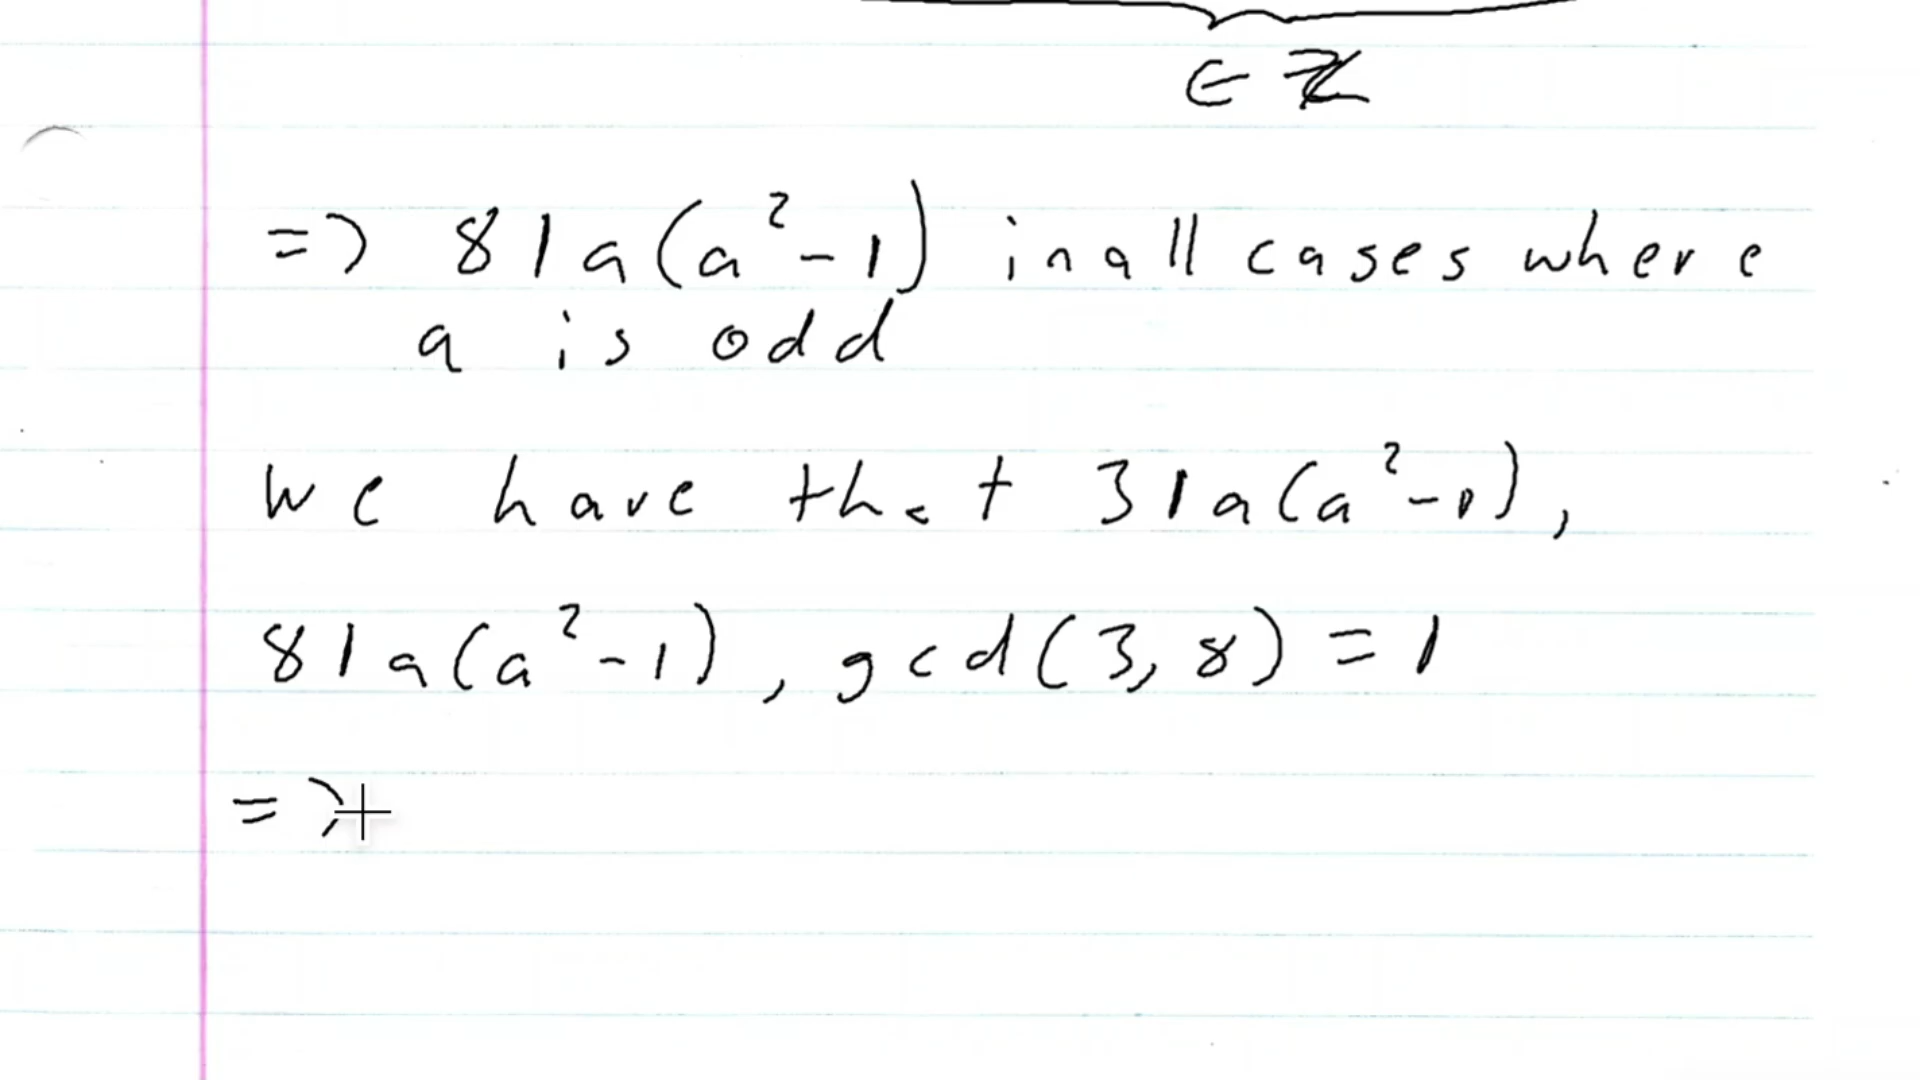 ∈ ℤ
=> 8|a(a²-1) in all cases where
a is odd
we have that 3|a(a²-1),
8|a(a²-1), gcd(3,8)=1
=>